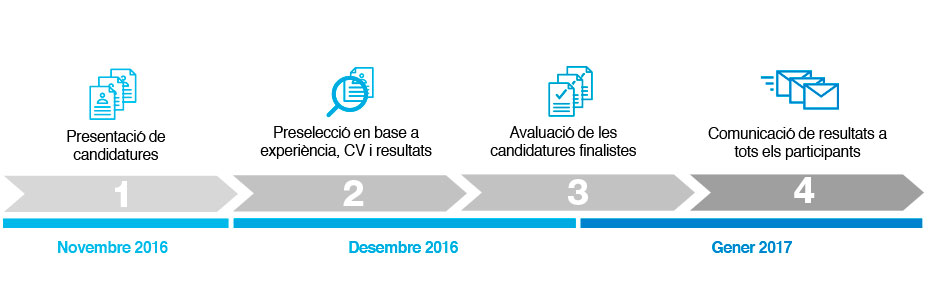 Presentació de
candidatures
Preselecció en base a
experiència, CV i resultats
Avaluació de les
candidatures finalistes
Comunicació de resultats a
tots els participants
1
2
3
4
Novembre 2016
Desembre 2016
Gener 2017